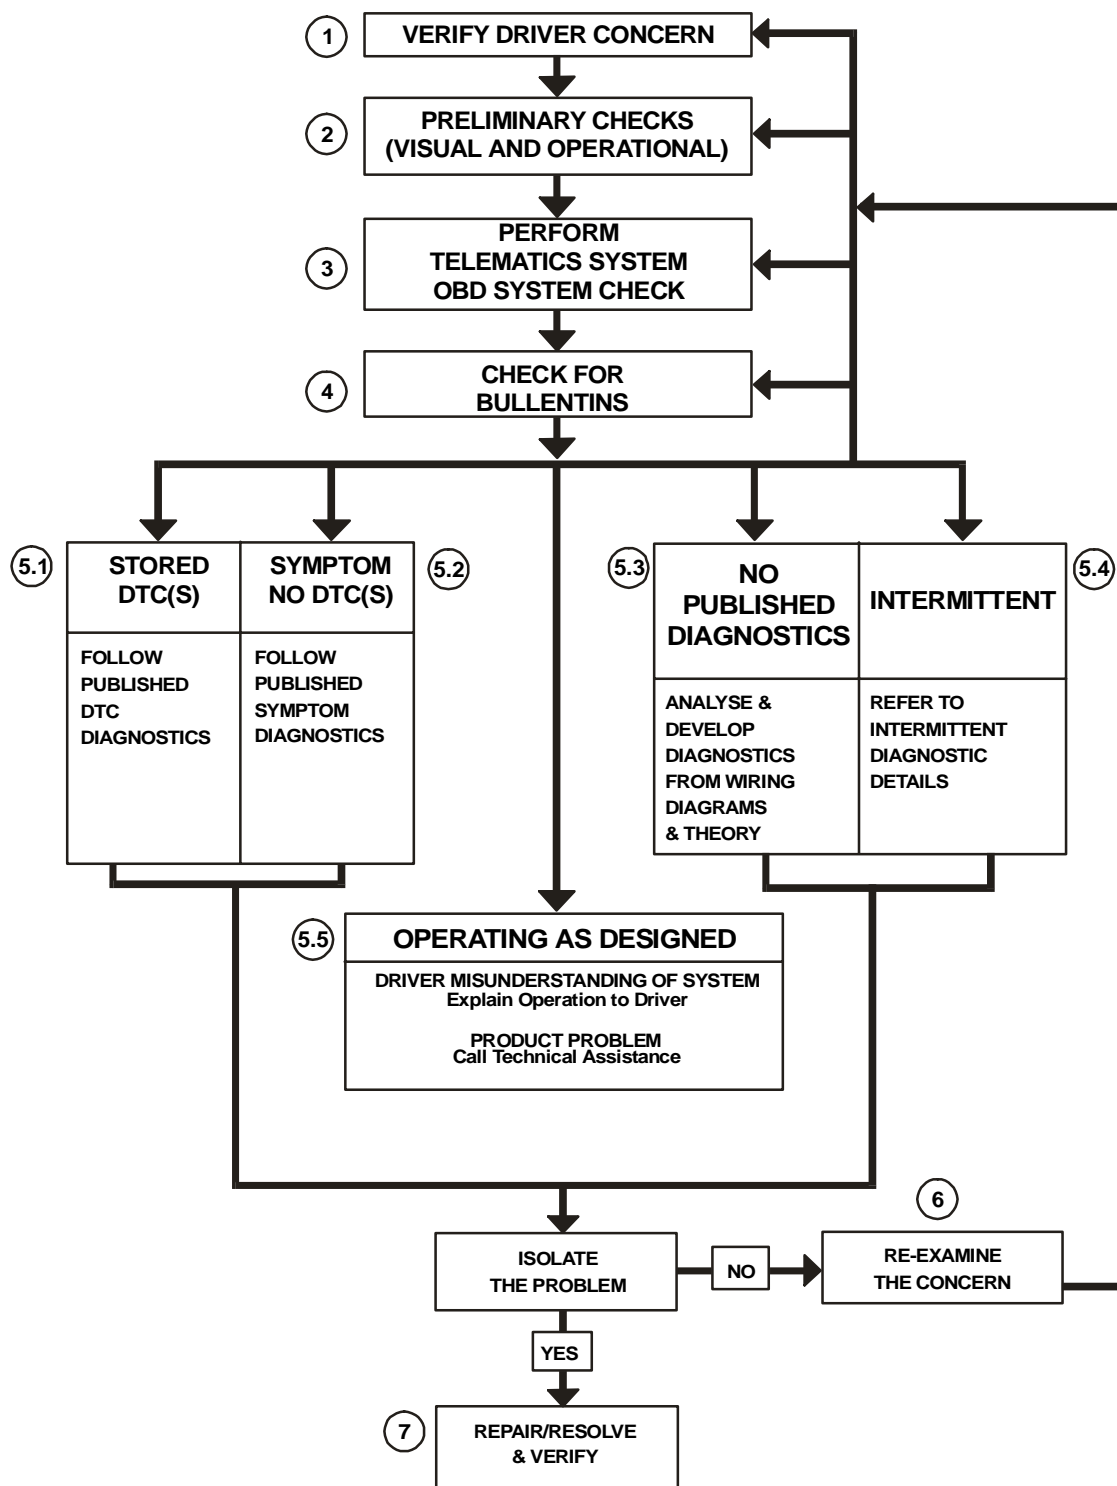 1
VERIFY DRIVER CONCERN
2
PRELIMINARY CHECKS
(VISUAL AND OPERATIONAL)
3
PERFORM
TELEMATICS SYSTEM
OBD SYSTEM CHECK
4
CHECK FOR
BULLENTINS
5.1
STORED
DTC(S)
FOLLOW
PUBLISHED
DTC
DIAGNOSTICS
SYMPTOM
NO DTC(S)
5.2
FOLLOW
PUBLISHED
SYMPTOM
DIAGNOSTICS
5.3
NO
PUBLISHED
DIAGNOSTICS
ANALYSE &
DEVELOP
DIAGNOSTICS
FROM WIRING
DIAGRAMS
& THEORY
INTERMITTENT
5.4
REFER TO
INTERMITTENT
DIAGNOSTIC
DETAILS
5.5
OPERATING AS DESIGNED
DRIVER MISUNDERSTANDING OF SYSTEM
Explain Operation to Driver
PRODUCT PROBLEM
Call Technical Assistance
ISOLATE
THE PROBLEM
NO
6
RE-EXAMINE
THE CONCERN
YES
7
REPAIR/RESOLVE
& VERIFY